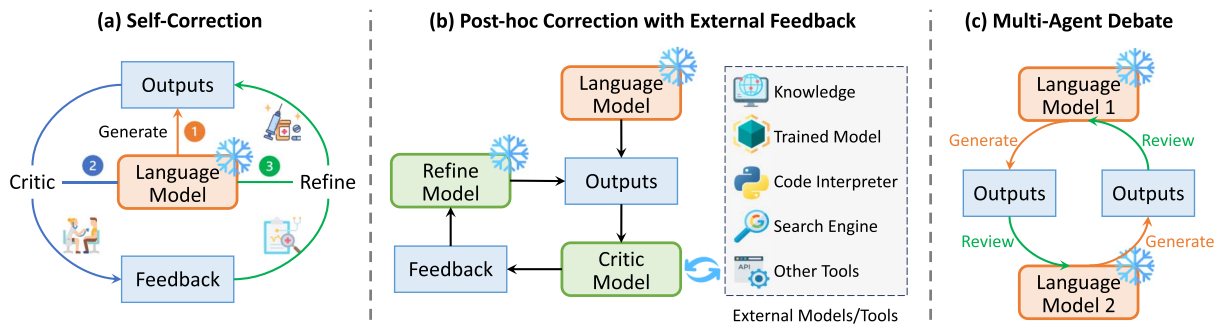 (a) Self-Correction
Outputs
Generate
1
2
3
Critic
Language
Model
Refine
Feedback
(b) Post-hoc Correction with External Feedback
Language
Model
Refine
Model
Outputs
Feedback
Critic
Model
Knowledge
Trained Model
Code Interpreter
Search Engine
API
Other Tools
External Models/Tools
(c) Multi-Agent Debate
Language
Model 1
Generate
Review
Outputs
Outputs
Review
Generate
Language
Model 2